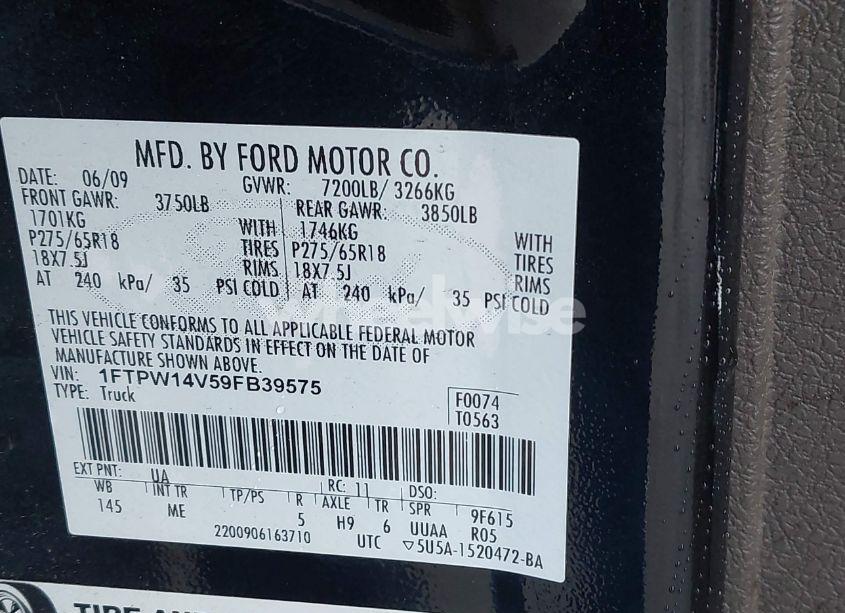 MFD. BY FORD MOTOR CO.
DATE: 06/09 GVWR: 7200LB/ 3266KG
FRONT GAWR: 3750LB REAR GAWR: 3850LB
1701KG WITH 1746KG WITH
P275/65R18 TIRES P275/65R18 TIRES
18X7.5J RIMS 18X7.5J RIMS
AT 240 kPa/ 35 PSI COLD AT 240 kPa/ 35 PSI COLD
THIS VEHICLE CONFORMS TO ALL APPLICABLE FEDERAL MOTOR
VEHICLE SAFETY STANDARDS IN EFFECT ON THE DATE OF
MANUFACTURE SHOWN ABOVE.
VIN: 1FTPW14V59FB39575
TYPE: Truck
F0074
T0563
EXT PNT: UA RC: 11 DSO:
WB INT TR TP/PS R AXLE TR SPR 9F615
145 ME 5 H9 6 UUAA R05
2200906163710 UTC ▽5U5A-1520472-BA
wheelwise